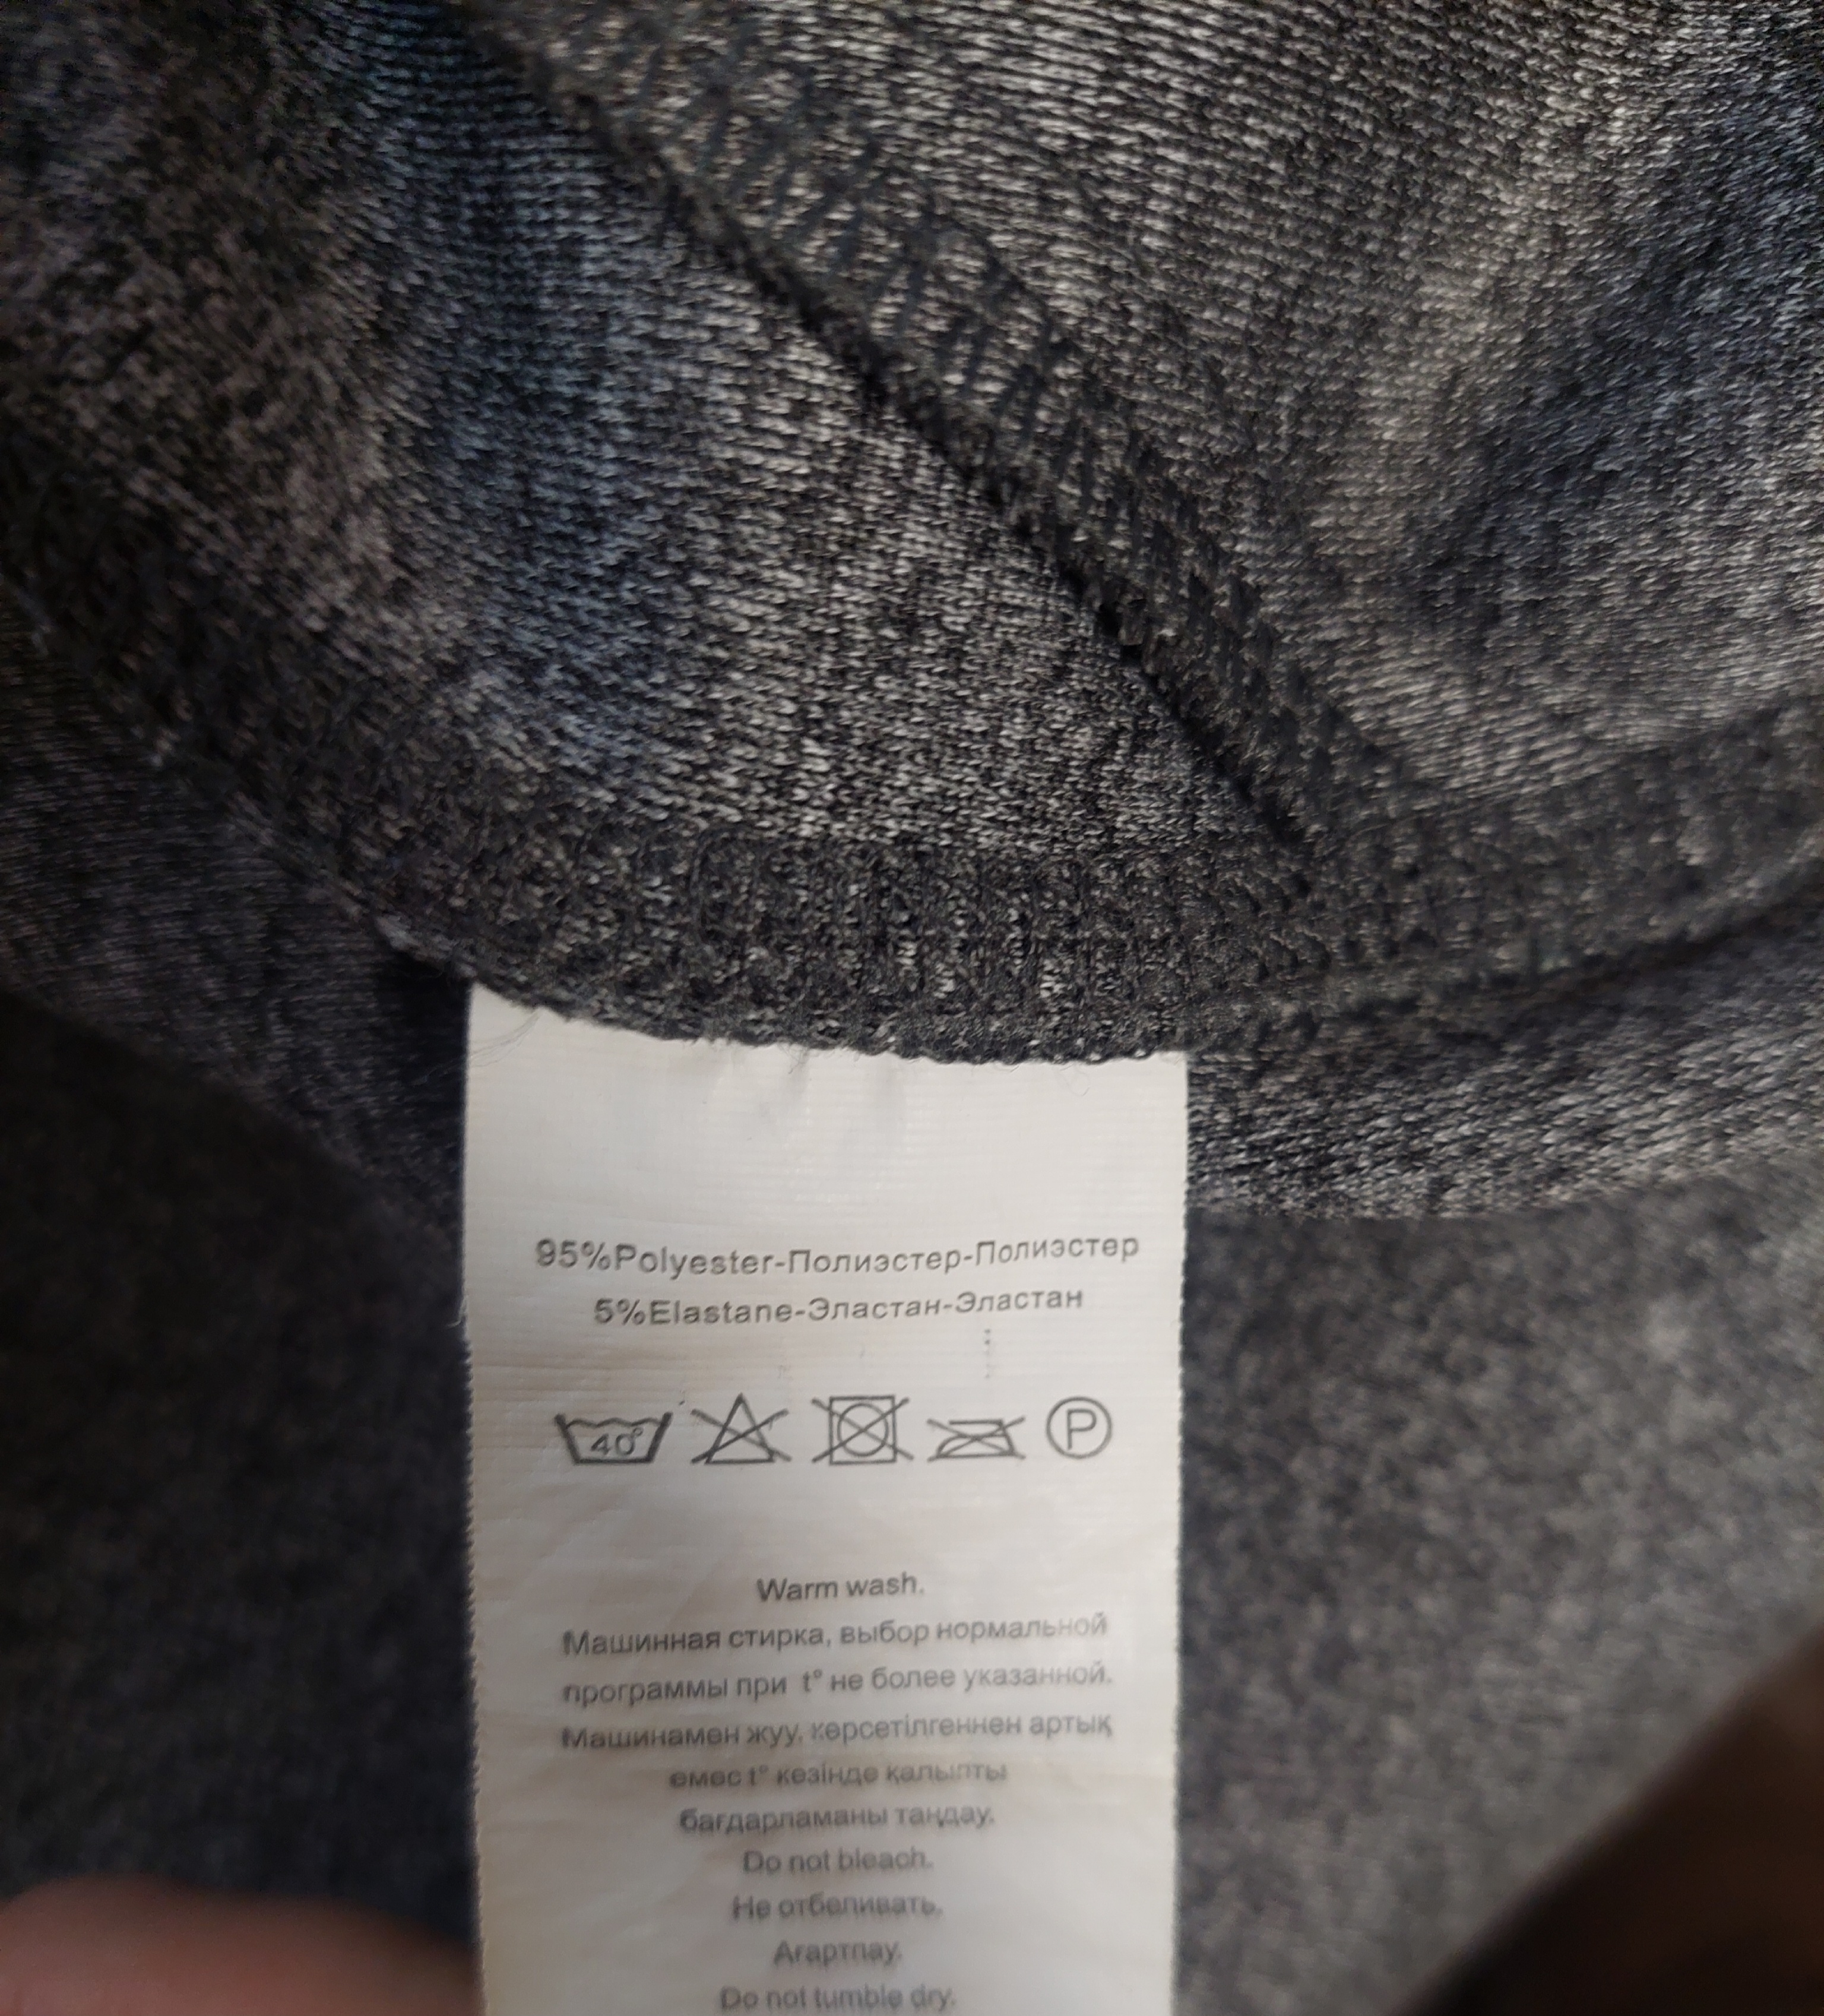 95%Polyester-Полиэстер-Полиэстер
5%Elastane-Эластан-Эластан
40° P
Warm wash.
Машинная стирка, выбор нормальной
программы при t° не более указанной.
Машинамен жуу, көрсетілгеннен артық
емес t° кезінде қалыпты
бағдарламаны таңдау.
Do not bleach.
Не отбеливать.
Ағартпау.
Do not tumble dry.